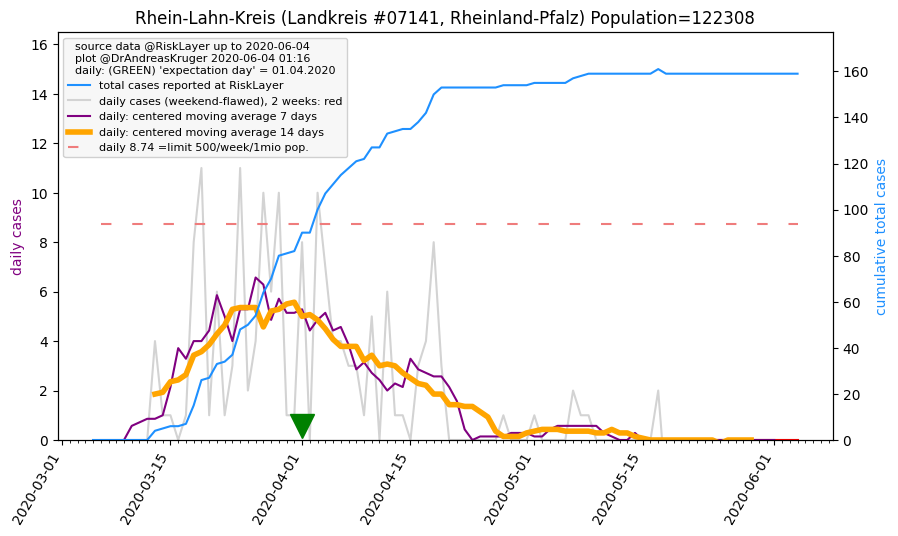 Rhein-Lahn-Kreis (Landkreis #07141, Rheinland-Pfalz) Population=122308
source data @RiskLayer up to 2020-06-04
plot @DrAndreasKruger 2020-06-04 01:16
daily: (GREEN) 'expectation day' = 01.04.2020
total cases reported at RiskLayer
daily cases (weekend-flawed), 2 weeks: red
daily: centered moving average 7 days
daily: centered moving average 14 days
daily 8.74 =limit 500/week/1mio pop.
daily cases
16
14
12
10
8
6
4
2
0
cumulative total cases
160
140
120
100
80
60
40
20
0
2020-03-01
2020-03-15
2020-04-01
2020-04-15
2020-05-01
2020-05-15
2020-06-01